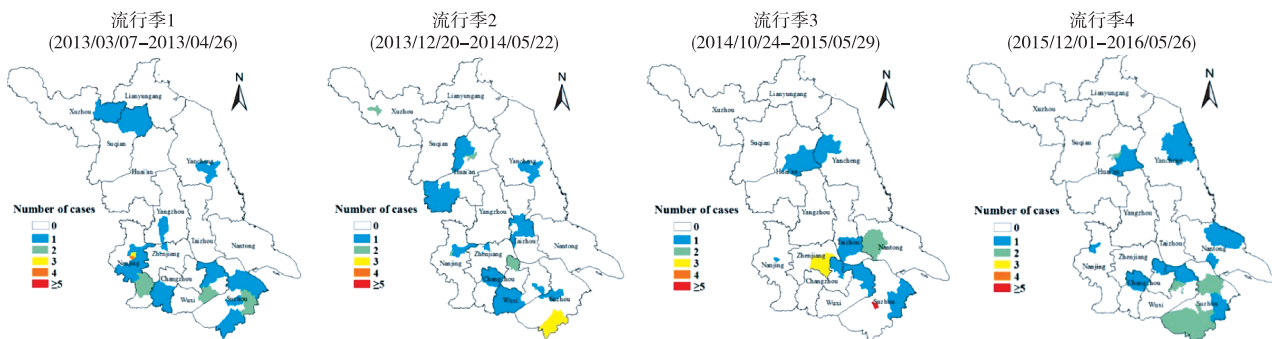 流行季1
(2013/03/07–2013/04/26)
N
Lianyungang
Xuzhou
Suqian
Yancheng
Huai'an
Number of cases
0
1
2
3
4
≥5
Yangzhou
Taizhou
Nantong
Zhenjiang
Nanjing
Changzhou
Wuxi
Suzhou
流行季2
(2013/12/20–2014/05/22)
N
Lianyungang
Xuzhou
Suqian
Yancheng
Huai'an
Number of cases
0
1
2
3
4
≥5
Yangzhou
Taizhou
Nantong
Zhenjiang
Nanjing
Changzhou
Wuxi
Suzhou
流行季3
(2014/10/24–2015/05/29)
N
Lianyungang
Xuzhou
Suqian
Yancheng
Huai'an
Number of cases
0
1
2
3
4
≥5
Yangzhou
Taizhou
Nantong
Zhenjiang
Nanjing
Changzhou
Wuxi
Suzhou
流行季4
(2015/12/01–2016/05/26)
N
Lianyungang
Xuzhou
Suqian
Yancheng
Huai'an
Number of cases
0
1
2
3
4
≥5
Yangzhou
Taizhou
Nantong
Zhenjiang
Nanjing
Changzhou
Wuxi
Suzhou